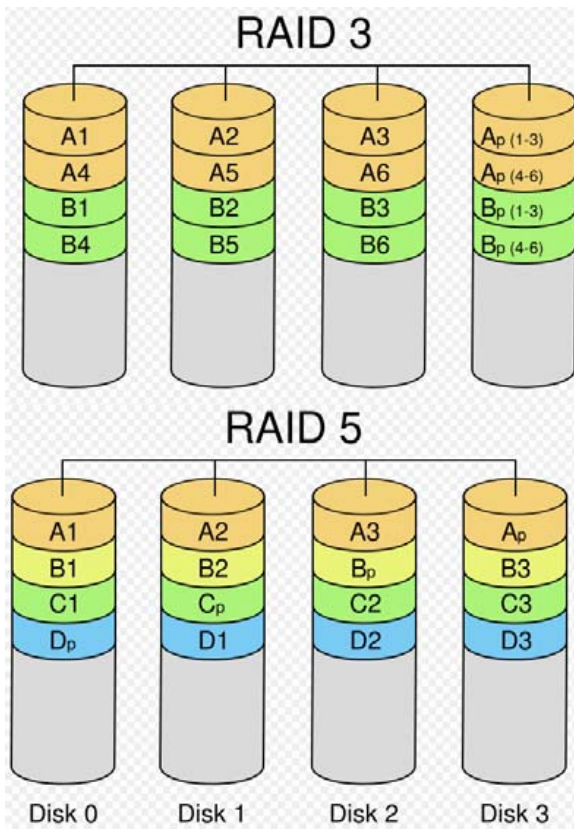 RAID 3
A1 A2 A3 Ap (1-3)
A4 A5 A6 Ap (4-6)
B1 B2 B3 Bp (1-3)
B4 B5 B6 Bp (4-6)
RAID 5
A1 A2 A3 Ap
B1 B2 Bp B3
C1 Cp C2 C3
Dp D1 D2 D3
Disk 0 Disk 1 Disk 2 Disk 3